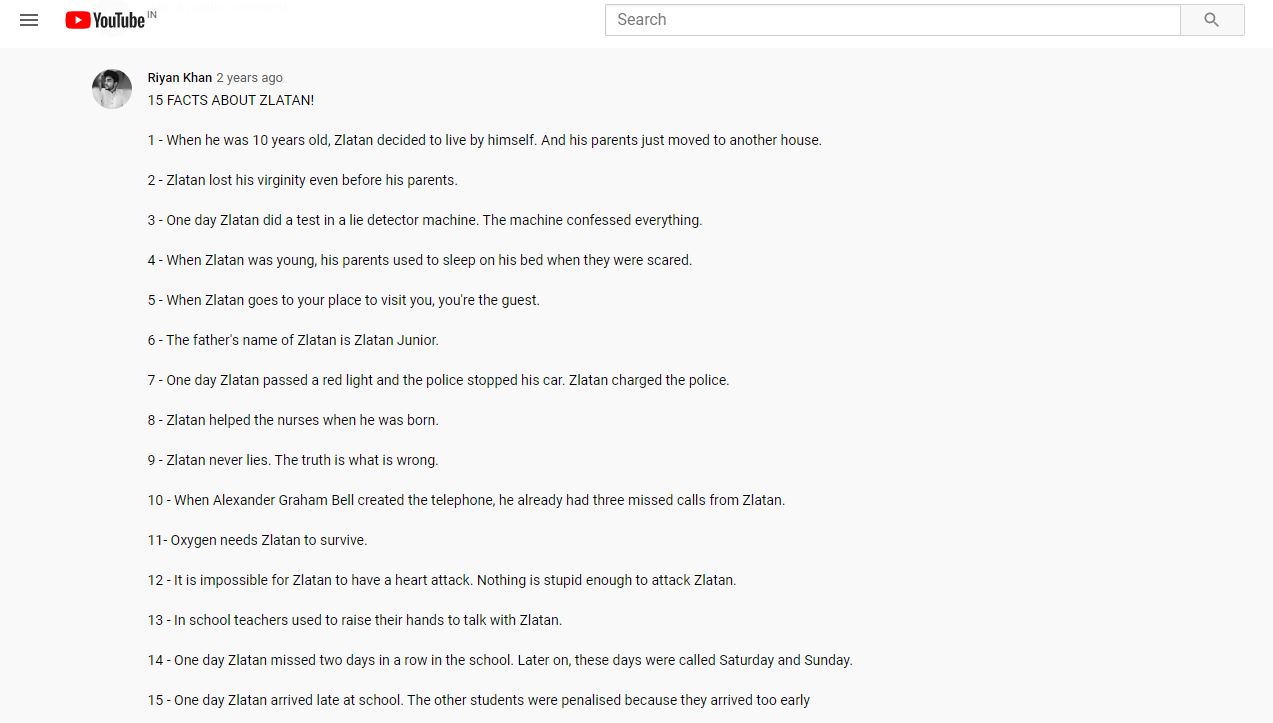 YouTube IN
Search
Riyan Khan 2 years ago
15 FACTS ABOUT ZLATAN!
1 - When he was 10 years old, Zlatan decided to live by himself. And his parents just moved to another house.
2 - Zlatan lost his virginity even before his parents.
3 - One day Zlatan did a test in a lie detector machine. The machine confessed everything.
4 - When Zlatan was young, his parents used to sleep on his bed when they were scared.
5 - When Zlatan goes to your place to visit you, you're the guest.
6 - The father's name of Zlatan is Zlatan Junior.
7 - One day Zlatan passed a red light and the police stopped his car. Zlatan charged the police.
8 - Zlatan helped the nurses when he was born.
9 - Zlatan never lies. The truth is what is wrong.
10 - When Alexander Graham Bell created the telephone, he already had three missed calls from Zlatan.
11- Oxygen needs Zlatan to survive.
12 - It is impossible for Zlatan to have a heart attack. Nothing is stupid enough to attack Zlatan.
13 - In school teachers used to raise their hands to talk with Zlatan.
14 - One day Zlatan missed two days in a row in the school. Later on, these days were called Saturday and Sunday.
15 - One day Zlatan arrived late at school. The other students were penalised because they arrived too early